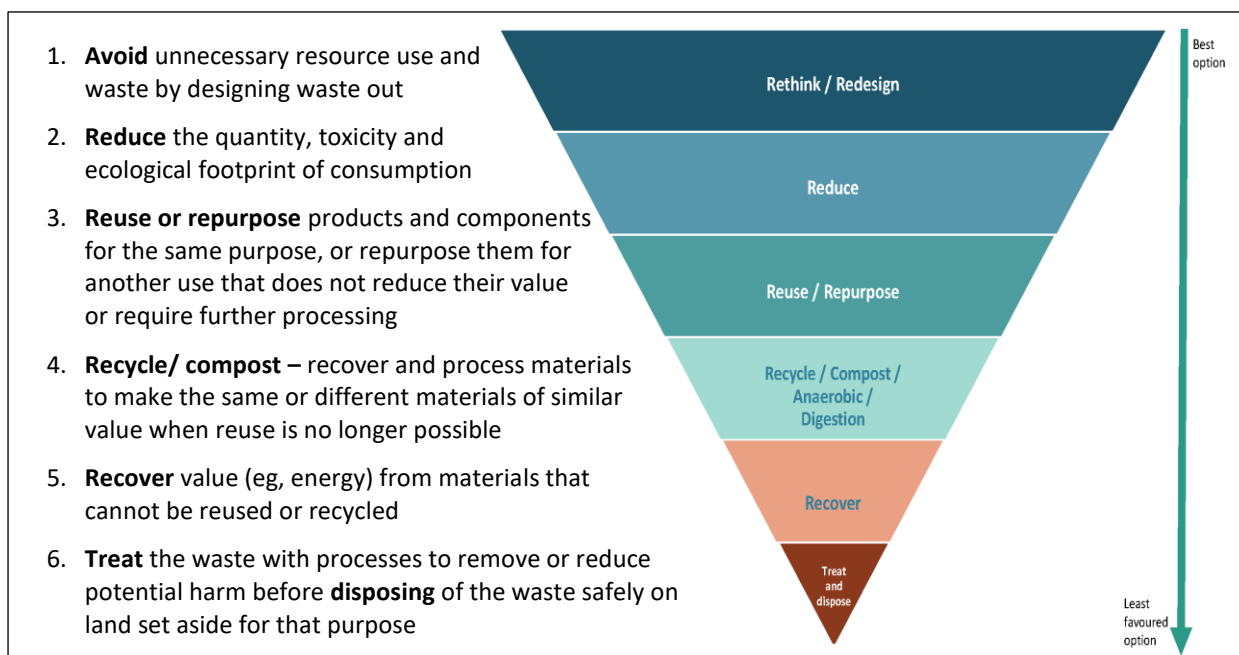 1. Avoid unnecessary resource use and
waste by designing waste out
2. Reduce the quantity, toxicity and
ecological footprint of consumption
3. Reuse or repurpose products and components
for the same purpose, or repurpose them for
another use that does not reduce their value
or require further processing
4. Recycle/ compost – recover and process materials
to make the same or different materials of similar
value when reuse is no longer possible
5. Recover value (eg, energy) from materials that
cannot be reused or recycled
6. Treat the waste with processes to remove or reduce
potential harm before disposing of the waste safely on
land set aside for that purpose
Rethink / Redesign
Reduce
Reuse / Repurpose
Recycle / Compost /
Anaerobic /
Digestion
Recover
Treat
and
dispose
Best
option
Least
favoured
option